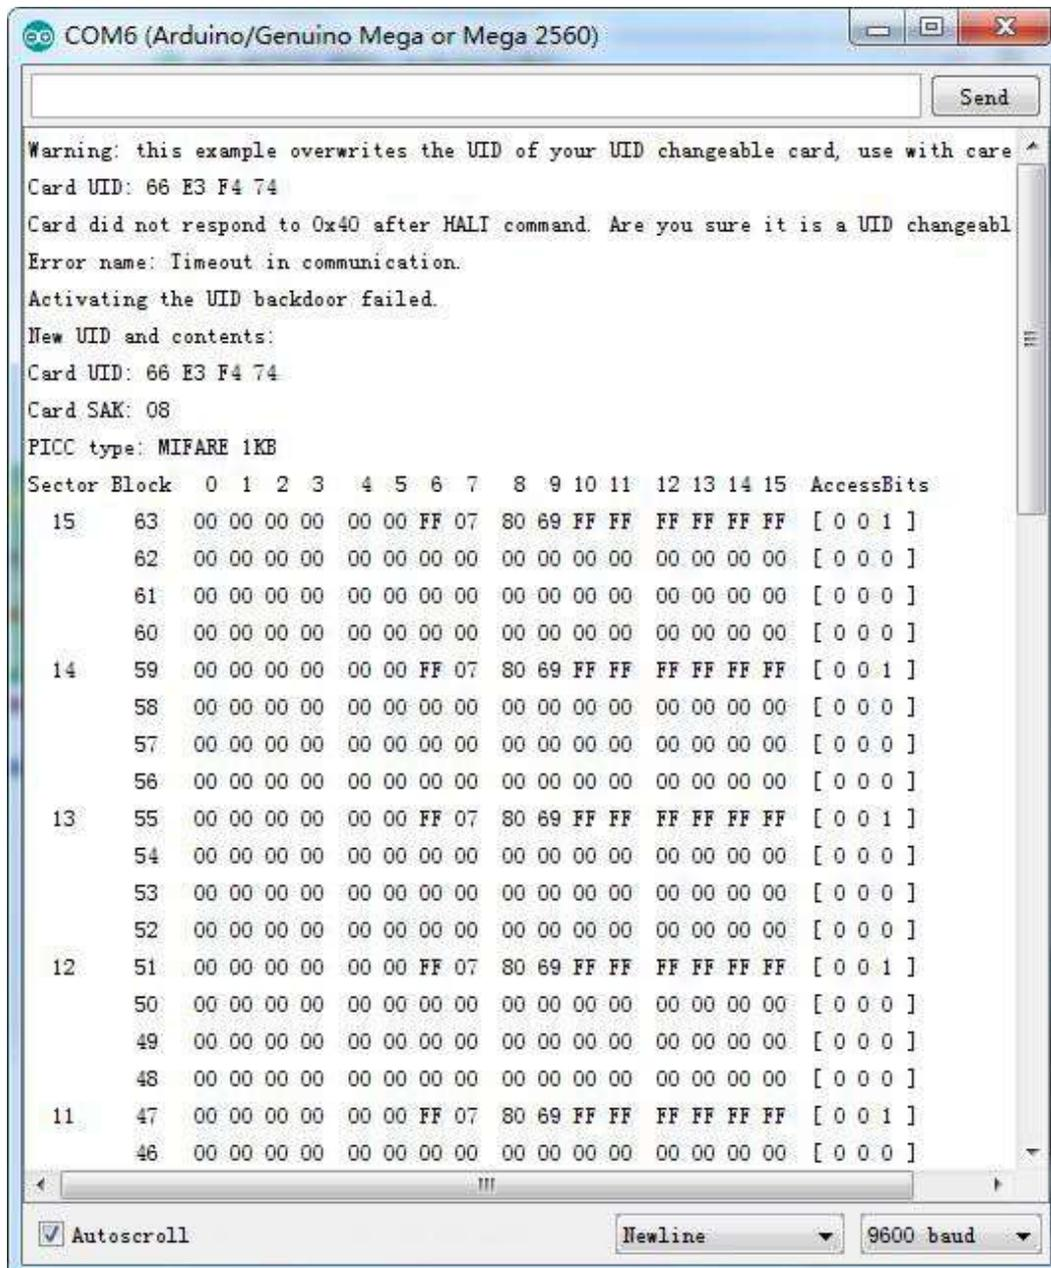 COM6 (Arduino/Genuino Mega or Mega 2560)
Send
Warning: this example overwrites the UID of your UID changeable card, use with care
Card UID: 66 E3 F4 74
Card did not respond to 0x40 after HALT command. Are you sure it is a UID changeabl
Error name: Timeout in communication.
Activating the UID backdoor failed.
New UID and contents:
Card UID: 66 E3 F4 74
Card SAK: 08
PICC type: MIFARE 1KB
Sector Block 0 1 2 3 4 5 6 7 8 9 10 11 12 13 14 15 AccessBits
15 63 00 00 00 00 00 00 FF 07 80 69 FF FF FF FF FF FF [ 0 0 1 ]
62 00 00 00 00 00 00 00 00 00 00 00 00 00 00 00 00 [ 0 0 0 ]
61 00 00 00 00 00 00 00 00 00 00 00 00 00 00 00 00 [ 0 0 0 ]
60 00 00 00 00 00 00 00 00 00 00 00 00 00 00 00 00 [ 0 0 0 ]
14 59 00 00 00 00 00 00 FF 07 80 69 FF FF FF FF FF FF [ 0 0 1 ]
58 00 00 00 00 00 00 00 00 00 00 00 00 00 00 00 00 [ 0 0 0 ]
57 00 00 00 00 00 00 00 00 00 00 00 00 00 00 00 00 [ 0 0 0 ]
56 00 00 00 00 00 00 00 00 00 00 00 00 00 00 00 00 [ 0 0 0 ]
13 55 00 00 00 00 00 00 FF 07 80 69 FF FF FF FF FF FF [ 0 0 1 ]
54 00 00 00 00 00 00 00 00 00 00 00 00 00 00 00 00 [ 0 0 0 ]
53 00 00 00 00 00 00 00 00 00 00 00 00 00 00 00 00 [ 0 0 0 ]
52 00 00 00 00 00 00 00 00 00 00 00 00 00 00 00 00 [ 0 0 0 ]
12 51 00 00 00 00 00 00 FF 07 80 69 FF FF FF FF FF FF [ 0 0 1 ]
50 00 00 00 00 00 00 00 00 00 00 00 00 00 00 00 00 [ 0 0 0 ]
49 00 00 00 00 00 00 00 00 00 00 00 00 00 00 00 00 [ 0 0 0 ]
48 00 00 00 00 00 00 00 00 00 00 00 00 00 00 00 00 [ 0 0 0 ]
11 47 00 00 00 00 00 00 FF 07 80 69 FF FF FF FF FF FF [ 0 0 1 ]
46 00 00 00 00 00 00 00 00 00 00 00 00 00 00 00 00 [ 0 0 0 ]
Autoscroll
Newline
9600 baud